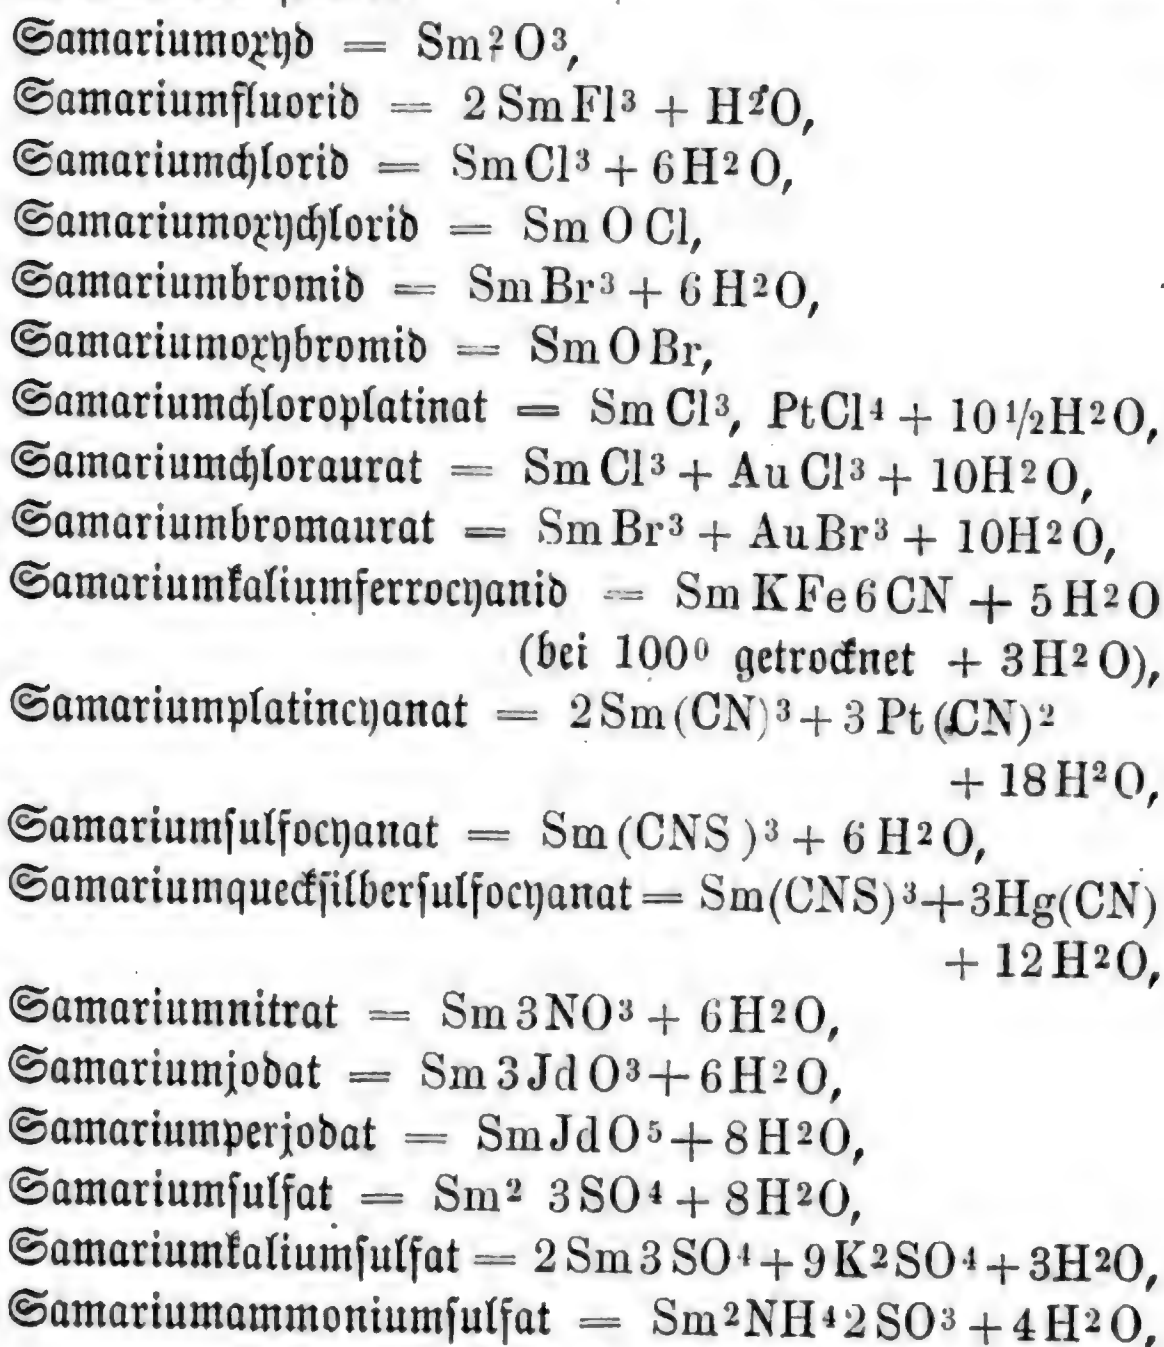 Samariumoxyd = Sm²O³,
Samariumfluorid = 2 SmFl³ + H²O,
Samariumchlorid = SmCl³ + 6H²O,
Samariumoxychlorid = SmOCl,
Samariumbromid = SmBr³ + 6H²O,
Samariumoxybromid = SmOBr,
Samariumchloroplatinat = SmCl³, PtCl⁴ + 10½H²O,
Samariumchloraurat = SmCl³ + AuCl³ + 10H²O,
Samariumbromaurat = SmBr³ + AuBr³ + 10H²O,
Samariumkaliumferrocyanid = SmKFe6CN + 5H²O
(bei 100⁰ getrocknet + 3H²O),
Samariumplatincyanat = 2Sm(CN)³ + 3Pt(CN)²
+ 18H²O,
Samariumſulfocyanat = Sm(CNS)³ + 6H²O,
Samariumqueckſilberſulfocyanat = Sm(CNS)³ + 3Hg(CN)
+ 12H²O,
Samariumnitrat = Sm3NO³ + 6H²O,
Samariumjodat = Sm3JdO³ + 6H²O,
Samariumperjodat = SmJdO⁵ + 8H²O,
Samariumſulfat = Sm² 3SO⁴ + 8H²O,
Samariumkaliumſulfat = 2Sm3SO⁴ + 9K²SO⁴ + 3H²O,
Samariumammoniumſulfat = Sm²NH⁴2SO³ + 4H²O,